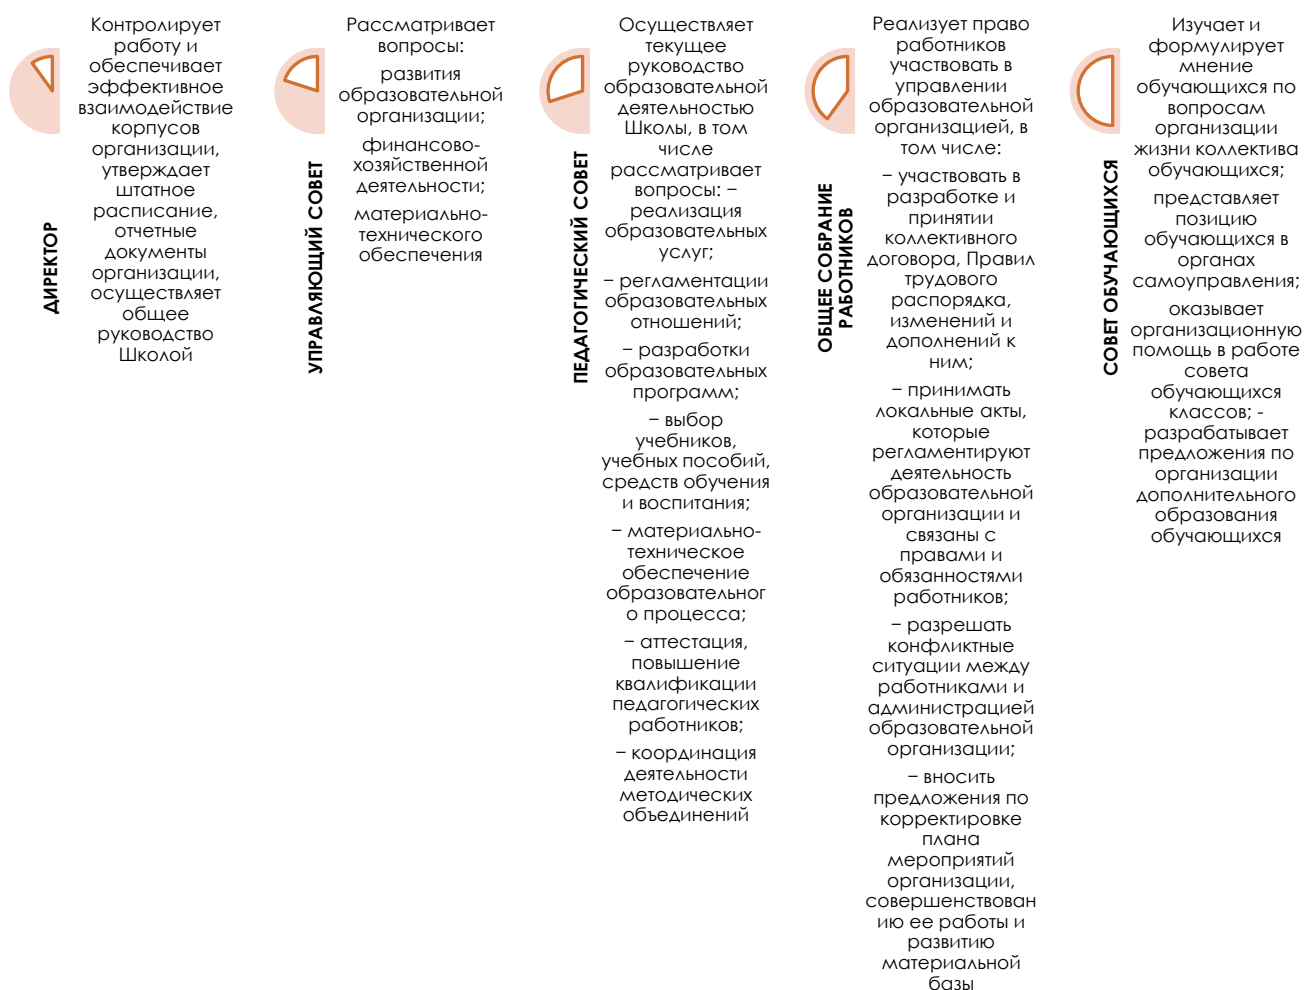 ДИРЕКТОР
Контролирует
работу и
обеспечивает
эффективное
взаимодействие
корпусов
организации,
утверждает
штатное
расписание,
отчетные
документы
организации,
осуществляет
общее
руководство
Школой
УПРАВЛЯЮЩИЙ СОВЕТ
Рассматривает
вопросы:
развития
образовательной
организации;
финансово-
хозяйственной
деятельности;
материально-
технического
обеспечения
ПЕДАГОГИЧЕСКИЙ СОВЕТ
Осуществляет
текущее
руководство
образовательной
деятельностью
Школы, в том
числе
рассматривает
вопросы: −
реализация
образовательных
услуг;
− регламентации
образовательных
отношений;
− разработки
образовательных
программ;
− выбор
учебников,
учебных пособий,
средств обучения
и воспитания;
− материально-
техническое
обеспечение
образовательног
о процесса;
− аттестация,
повышение
квалификации
педагогических
работников;
− координация
деятельности
методических
объединений
ОБЩЕЕ СОБРАНИЕ
РАБОТНИКОВ
Реализует право
работников
участвовать в
управлении
образовательной
организацией, в
том числе:
− участвовать в
разработке и
принятии
коллективного
договора, Правил
трудового
распорядка,
изменений и
дополнений к
ним;
− принимать
локальные акты,
которые
регламентируют
деятельность
образовательной
организации и
связаны с
правами и
обязанностями
работников;
− разрешать
конфликтные
ситуации между
работниками и
администрацией
образовательной
организации;
− вносить
предложения по
корректировке
плана
мероприятий
организации,
совершенствован
ию ее работы и
развитию
материальной
базы
СОВЕТ ОБУЧАЮЩИХСЯ
Изучает и
формулирует
мнение
обучающихся по
вопросам
организации
жизни коллектива
обучающихся;
представляет
позицию
обучающихся в
органах
самоуправления;
оказывает
организационную
помощь в работе
совета
обучающихся
классов; -
разрабатывает
предложения по
организации
дополнительного
образования
обучающихся